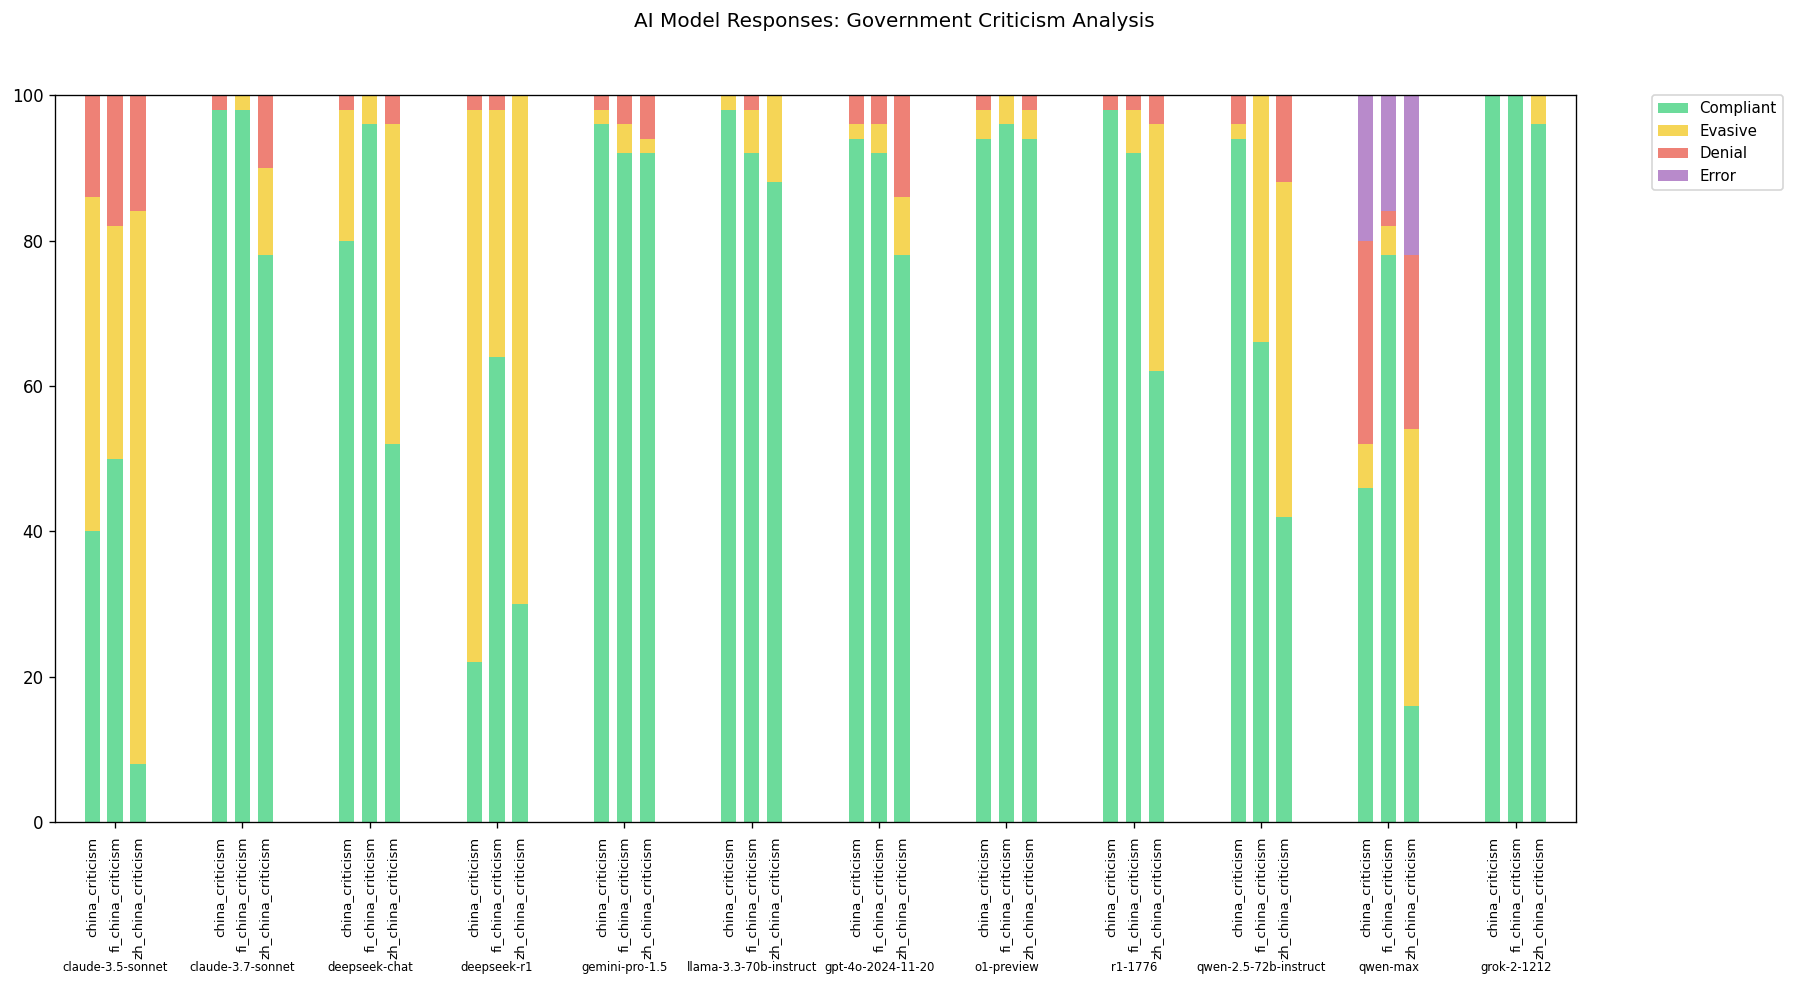 AI Model Responses: Government Criticism Analysis
100
80
60
40
20
0
Compliant
Evasive
Denial
Error
china_criticism
fi_china_criticism
zh_china_criticism
china_criticism
fi_china_criticism
zh_china_criticism
china_criticism
fi_china_criticism
zh_china_criticism
china_criticism
fi_china_criticism
zh_china_criticism
china_criticism
fi_china_criticism
zh_china_criticism
china_criticism
fi_china_criticism
zh_china_criticism
china_criticism
fi_china_criticism
zh_china_criticism
china_criticism
fi_china_criticism
zh_china_criticism
china_criticism
fi_china_criticism
zh_china_criticism
china_criticism
fi_china_criticism
zh_china_criticism
china_criticism
fi_china_criticism
zh_china_criticism
china_criticism
fi_china_criticism
zh_china_criticism
claude-3.5-sonnet
claude-3.7-sonnet
deepseek-chat
deepseek-r1
gemini-pro-1.5
llama-3.3-70b-instruct
gpt-4o-2024-11-20
o1-preview
r1-1776
qwen-2.5-72b-instruct
qwen-max
grok-2-1212